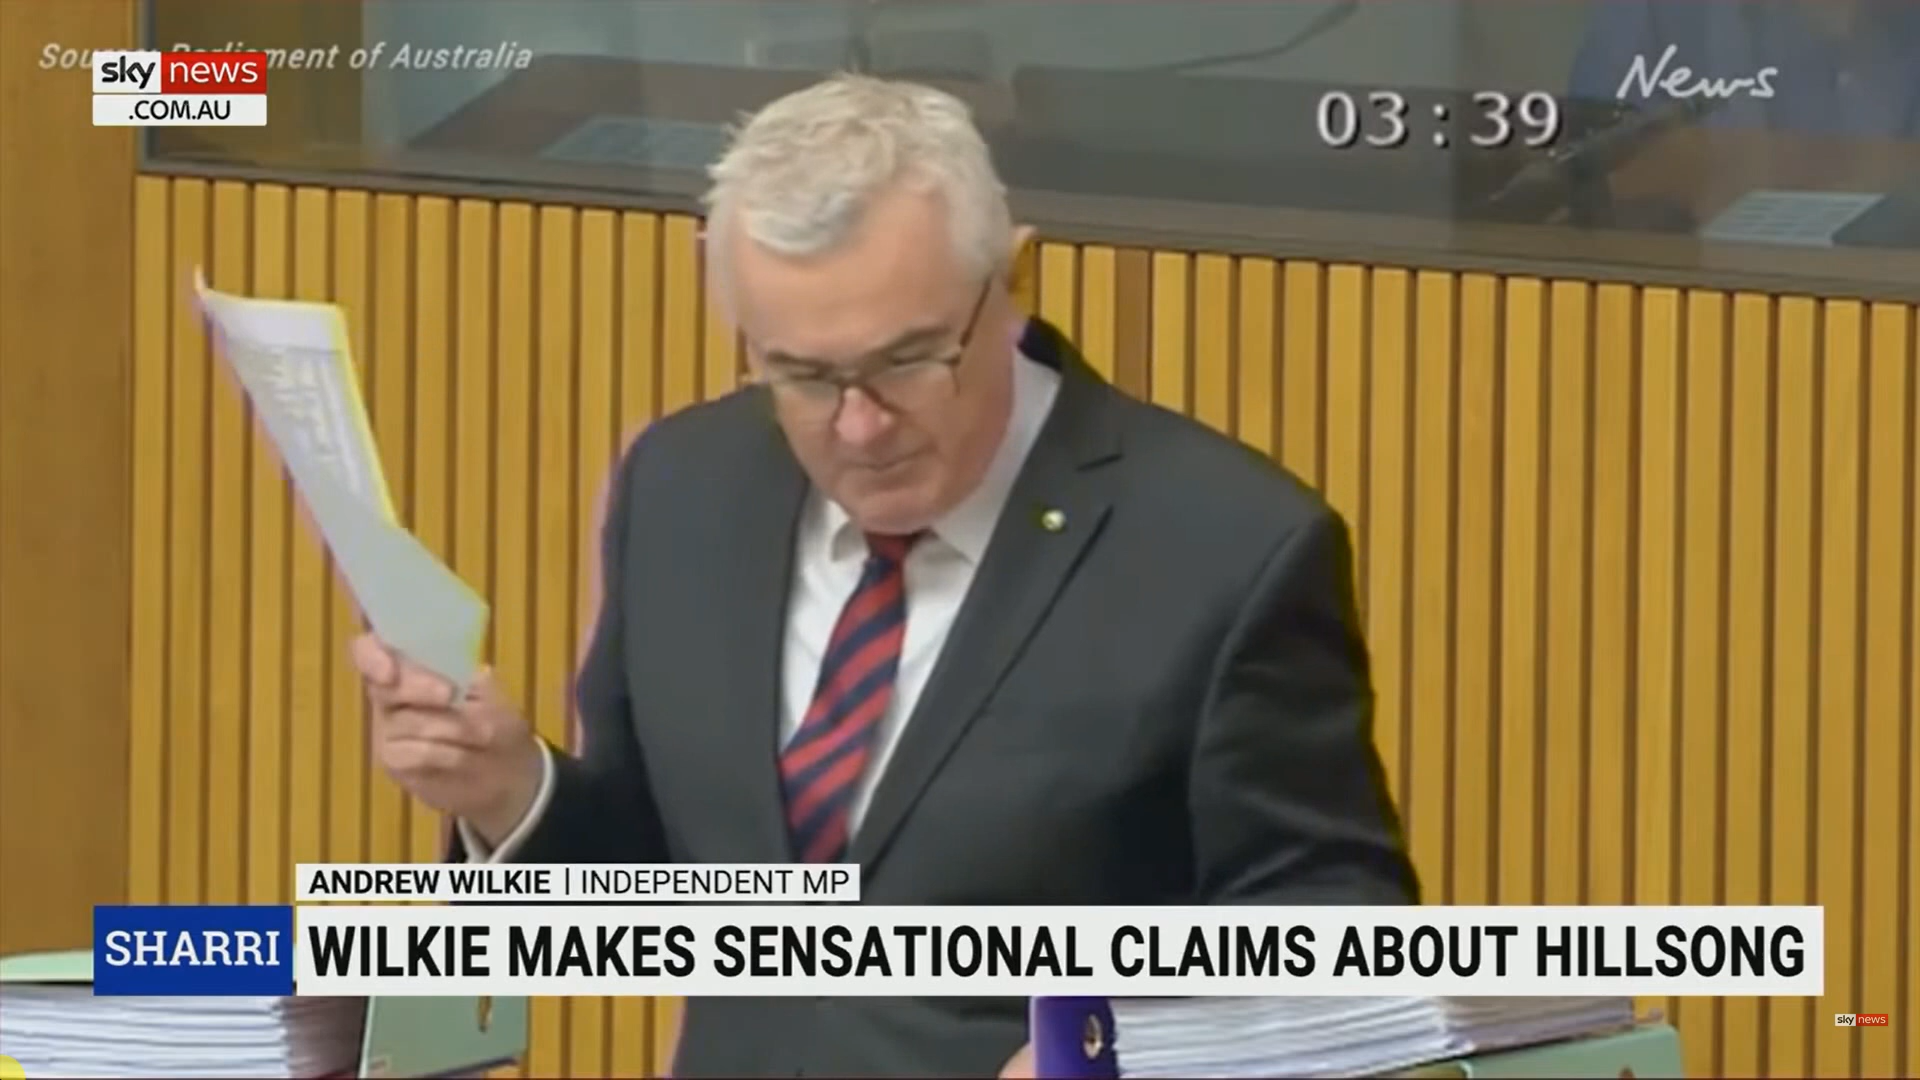 Source: Parliament of Australia
sky news
.COM.AU
News
03:39
ANDREW WILKIE | INDEPENDENT MP
SHARRI
WILKIE MAKES SENSATIONAL CLAIMS ABOUT HILLSONG
sky news